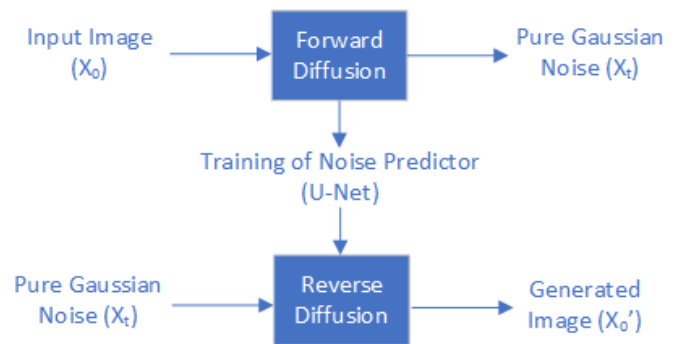 Input Image
(X₀)
Forward
Diffusion
Pure Gaussian
Noise (Xₜ)
Training of Noise Predictor
(U-Net)
Pure Gaussian
Noise (Xₜ)
Reverse
Diffusion
Generated
Image (X₀’)